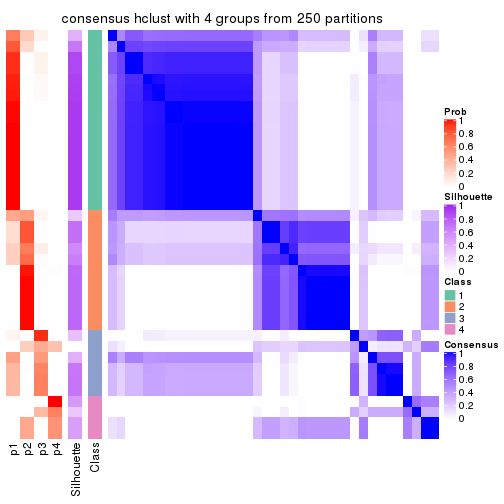 consensus hclust with 4 groups from 250 partitions
Prob
1
0.8
0.6
0.4
0.2
0
Silhouette
1
0.8
0.6
0.4
0.2
0
Class
1
2
3
4
Consensus
1
0.8
0.6
0.4
0.2
0
p1
p2
p3
p4
Silhouette
Class